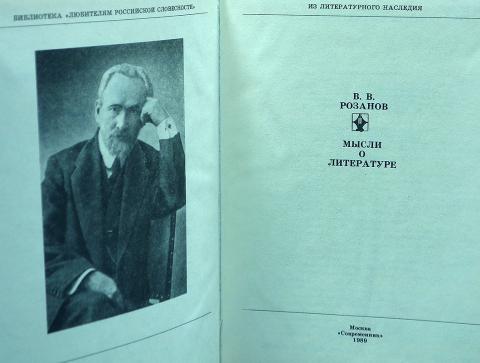 БИБЛИОТЕКА «ЛЮБИТЕЛЯМ РОССИЙСКОЙ СЛОВЕСНОСТИ»
ИЗ ЛИТЕРАТУРНОГО НАСЛЕДИЯ
В. В.
РОЗАНОВ
МЫСЛИ
О
ЛИТЕРАТУРЕ
Москва
«Современник»
1989